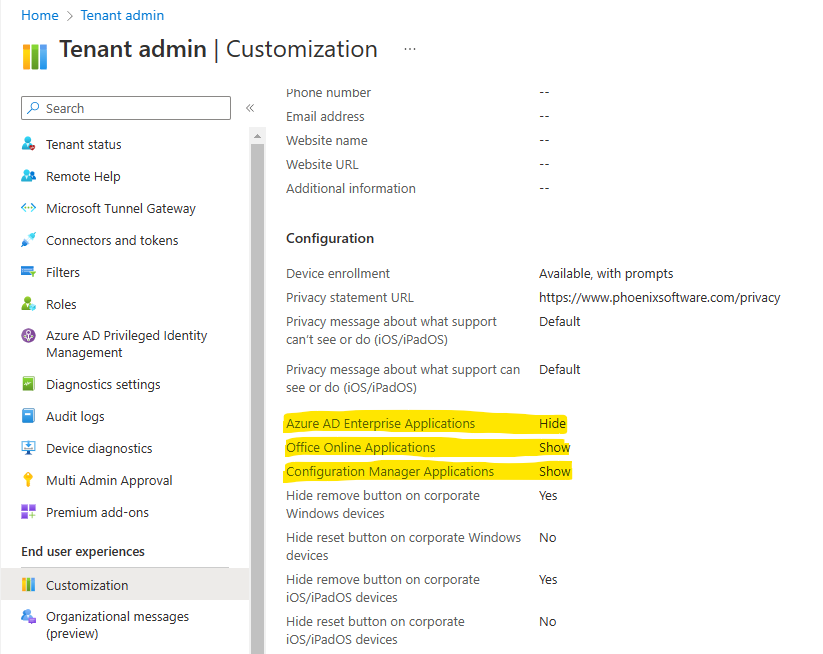 Home > Tenant admin
Tenant admin | Customization ...
Search «
Tenant status
Remote Help
Microsoft Tunnel Gateway
Connectors and tokens
Filters
Roles
Azure AD Privileged Identity
Management
Diagnostics settings
Audit logs
Device diagnostics
Multi Admin Approval
Premium add-ons
End user experiences
Customization
Organizational messages
(preview)
Phone number --
Email address --
Website name --
Website URL --
Additional information --
Configuration
Device enrollment Available, with prompts
Privacy statement URL https://www.phoenixsoftware.com/privacy
Privacy message about what support Default
can't see or do (iOS/iPadOS)
Privacy message about what support can Default
see or do (iOS/iPadOS)
Azure AD Enterprise Applications Hide
Office Online Applications Show
Configuration Manager Applications Show
Hide remove button on corporate Yes
Windows devices
Hide reset button on corporate Windows No
devices
Hide remove button on corporate Yes
iOS/iPadOS devices
Hide reset button on corporate No
iOS/iPadOS devices